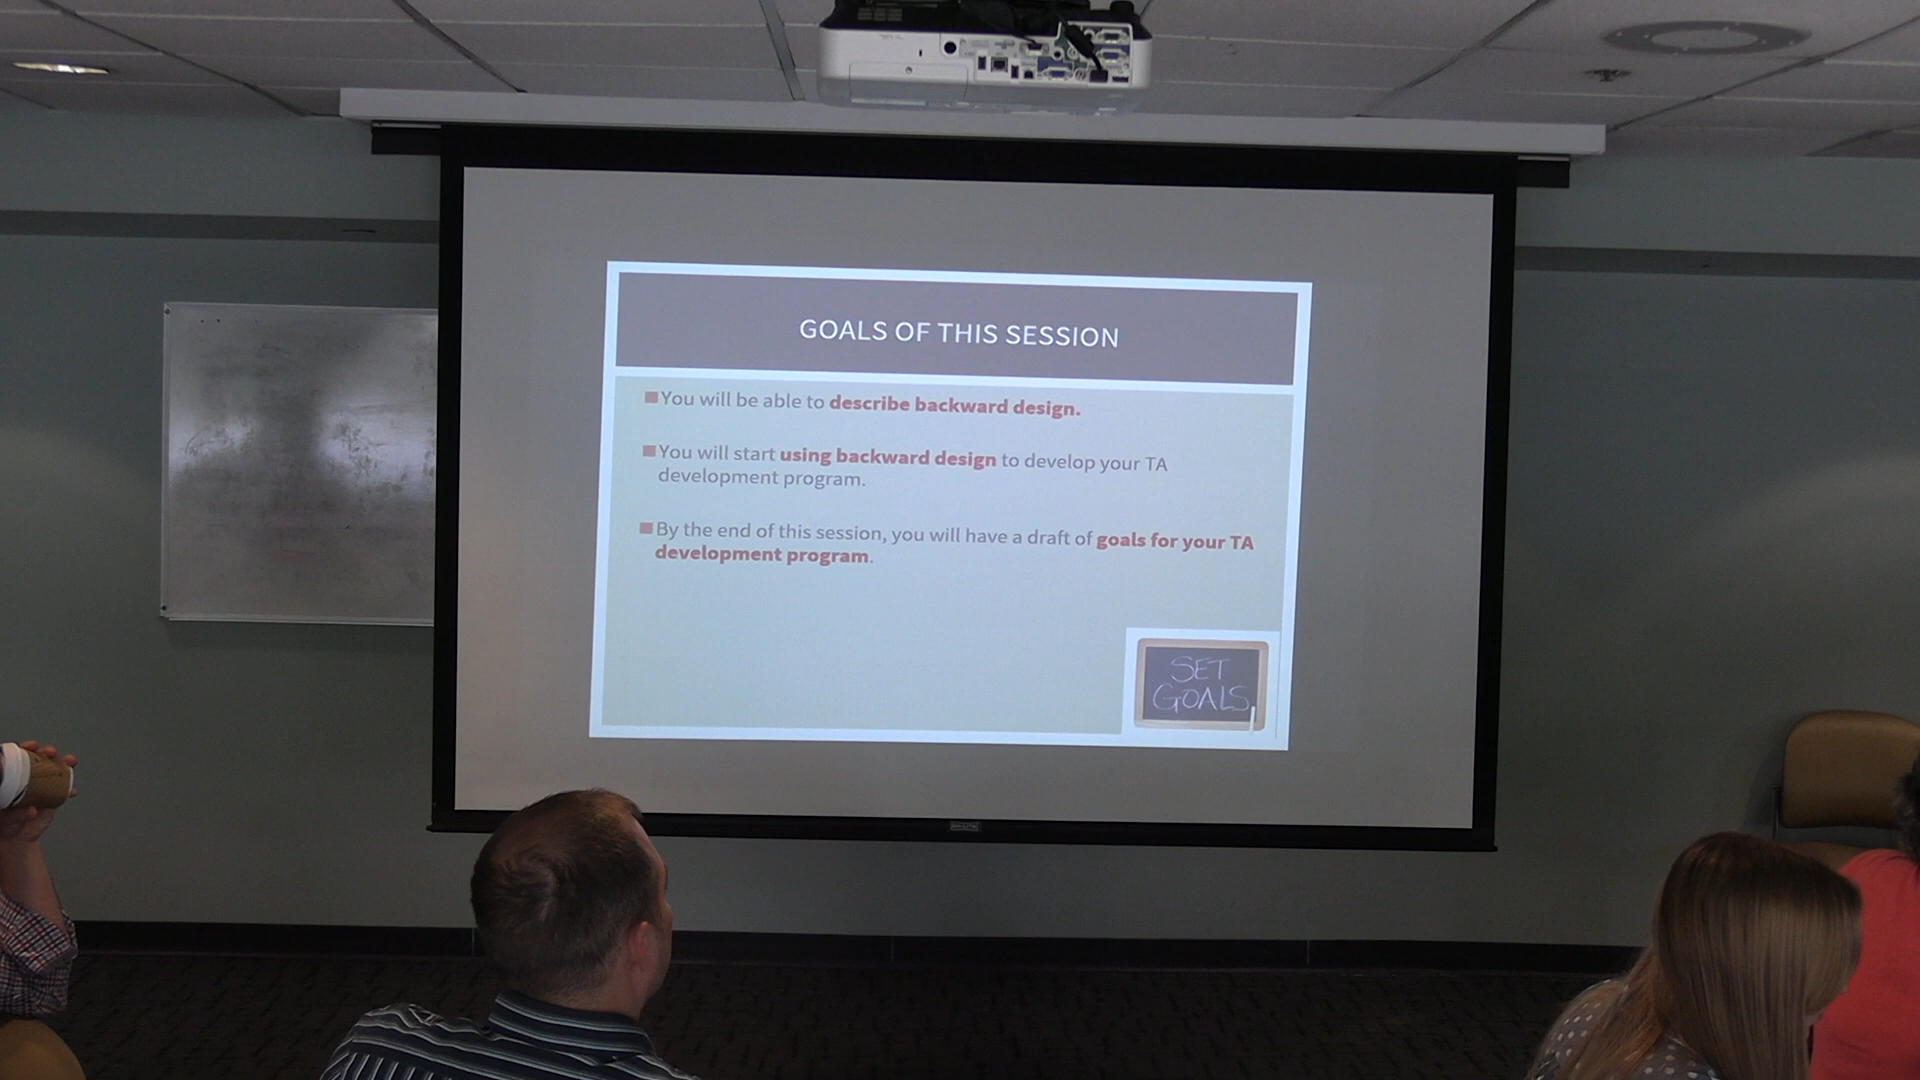 GOALS OF THIS SESSION
You will be able to describe backward design.
You will start using backward design to develop your TA
development program.
By the end of this session, you will have a draft of goals for your TA
development program.
SET
GOALS